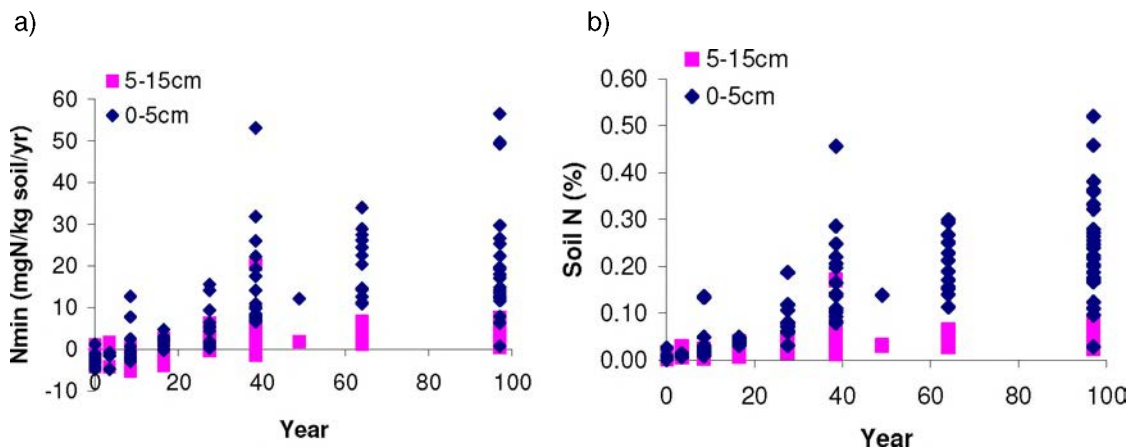 a)
5-15cm
0-5cm
60
50
40
30
20
10
0
-10
Nmin (mgN/kg soil/yr)
0 20 40 60 80 100
Year
b)
5-15cm
0-5cm
0.60
0.50
0.40
0.30
0.20
0.10
0.00
Soil N (%)
0 20 40 60 80 100
Year